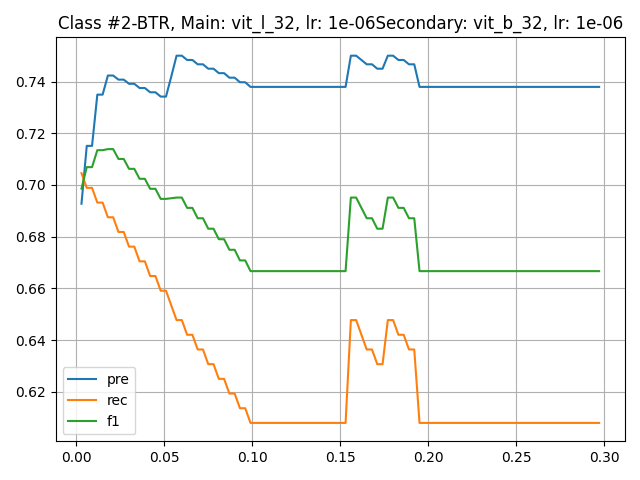 Class #2-BTR, Main: vit_l_32, lr: 1e-06Secondary: vit_b_32, lr: 1e-06
0.74
0.72
0.70
0.68
0.66
0.64
0.62
pre
rec
f1
0.00 0.05 0.10 0.15 0.20 0.25 0.30